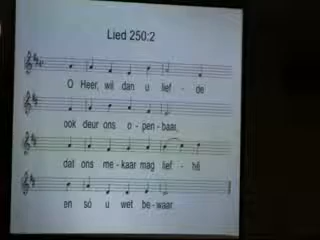 Lied 250:2
O Heer, wil dan u lief - de
ook deur ons o - pen - baar,
dat ons me - kaar mag lief - hê
en só u wet be - waar.